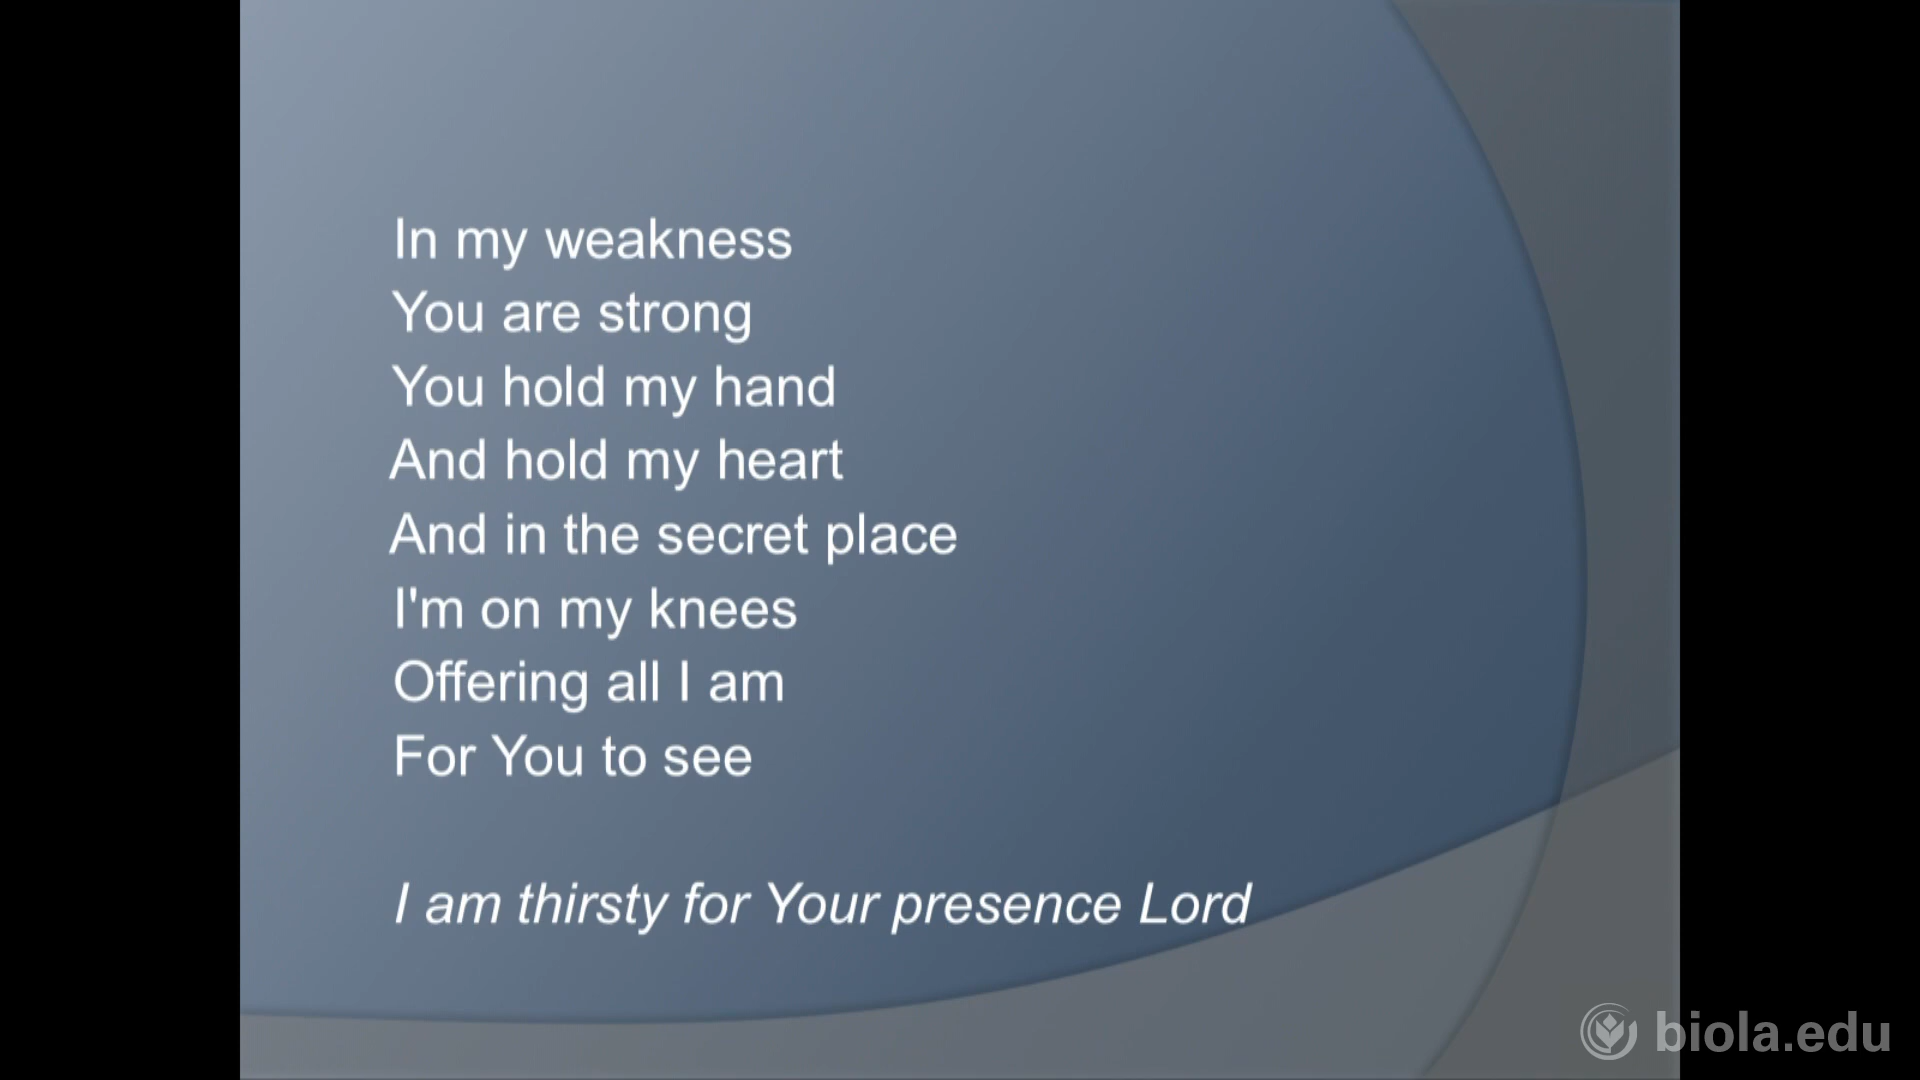 In my weakness
You are strong
You hold my hand
And hold my heart
And in the secret place
I'm on my knees
Offering all I am
For You to see
I am thirsty for Your presence Lord
biola.edu